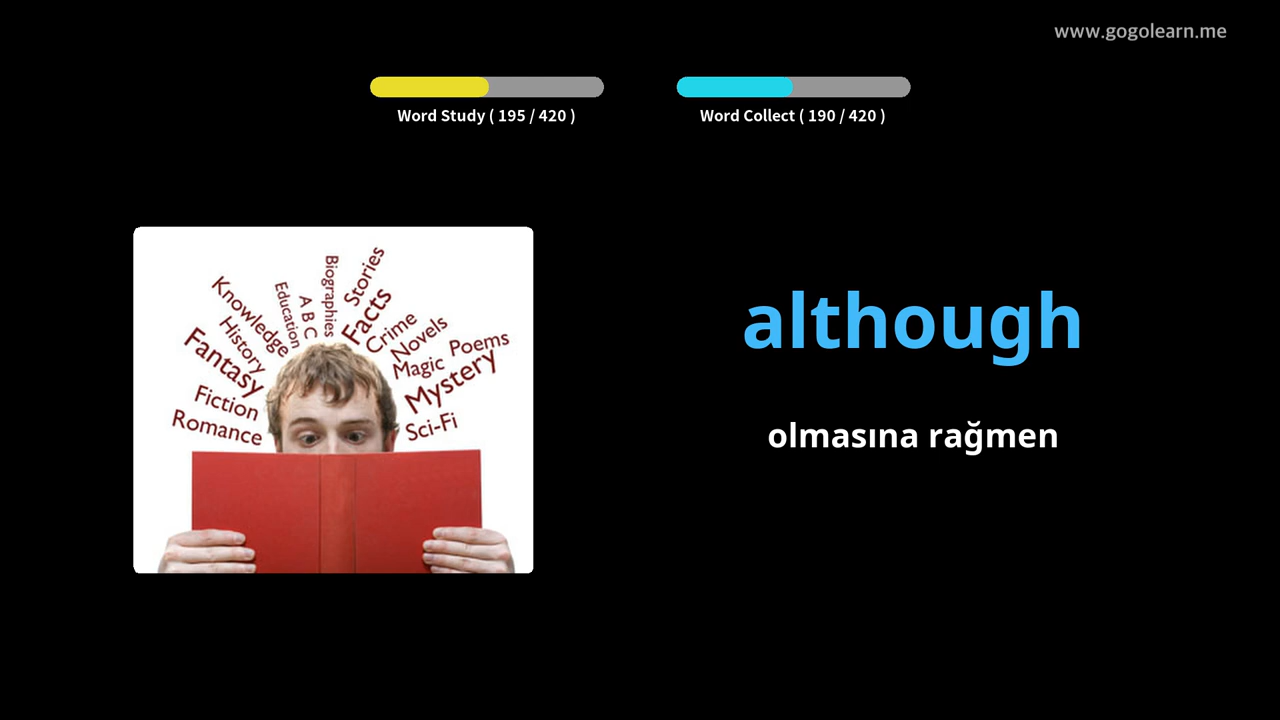 www.gogolearn.me
Word Study ( 195 / 420 )
Word Collect ( 190 / 420 )
Knowledge
Education
A B C
Biographies
Stories
Facts
Crime
Novels
Poems
Magic
Mystery
Sci-Fi
History
Fantasy
Fiction
Romance
although
olmasına rağmen